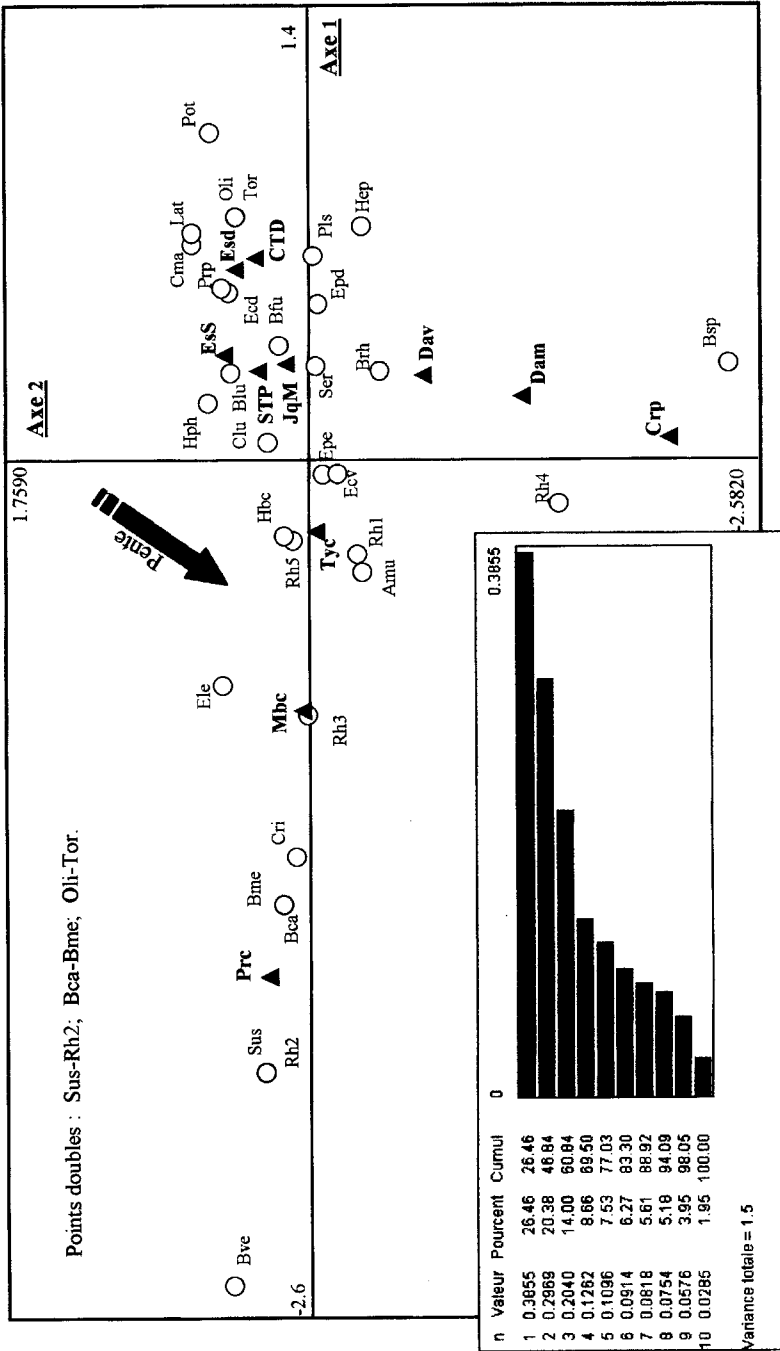 1.7590
Axe 2
Points doubles : Sus-Rh2; Bca-Bme; Oli-Tor.
Pente
Pot
Lat
Cma
Hph
Prp
EsS
Ele
Oli
Esd
Tor
Clu
Blu
Ecd
STP
CTD
Bfu
JqM
Hbc
Rh5
Mbc
Cri
Bme
Bca
Prc
Sus
Rh2
Bve
-2.6
1.4
Axe 1
Pls
Epd
Hep
Ser
Epe
Ecv
Brh
Tyc
Rh1
Amu
Rh3
Dav
Dam
Rh4
Crp
Bsp
-2.5820
n Valeur Pourcent Cumul
0 0.3855
1 0.3855 26.46 26.46
2 0.2969 20.38 46.84
3 0.2040 14.00 60.84
4 0.1262 8.66 69.50
5 0.1096 7.53 77.03
6 0.0914 6.27 83.30
7 0.0818 5.61 88.92
8 0.0754 5.18 94.09
9 0.0576 3.95 98.05
10 0.0285 1.95 100.00
Variance totale = 1.5